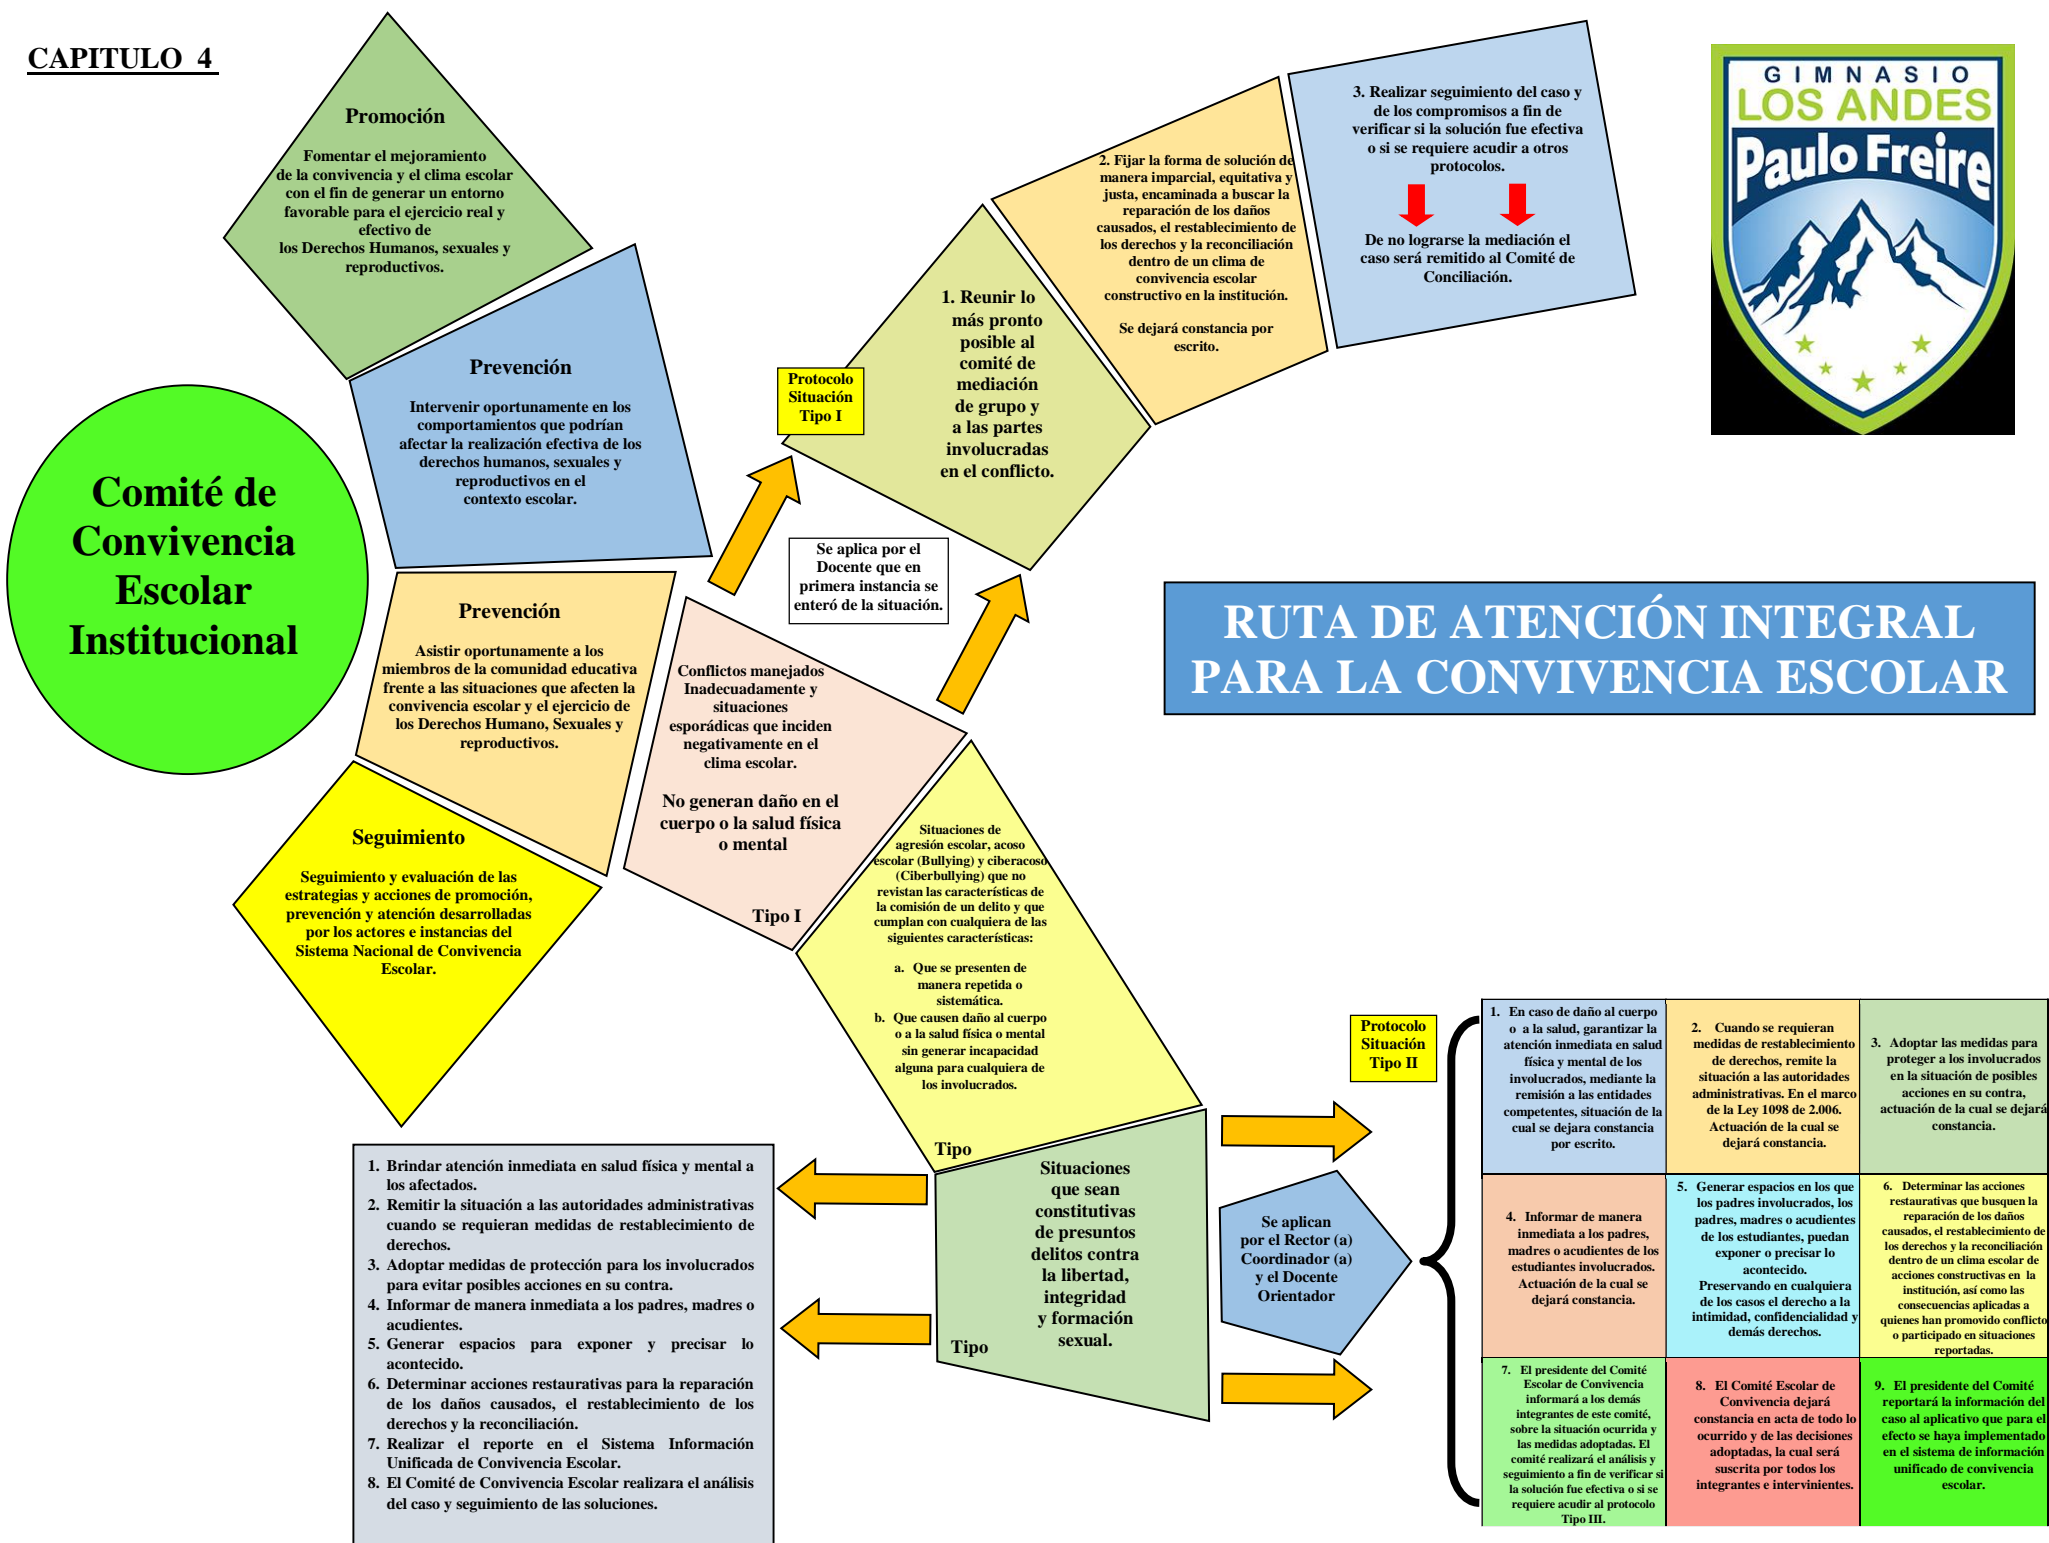 CAPITULO 4
Promoción
Fomentar el mejoramiento
de la convivencia y el clima escolar
con el fin de generar un entorno
favorable para el ejercicio real y
efectivo de
los Derechos Humanos, sexuales y
reproductivos.
Prevención
Intervenir oportunamente en los
comportamientos que podrían
afectar la realización efectiva de los
derechos humanos, sexuales y
reproductivos en el
contexto escolar.
Comité de
Convivencia
Escolar
Institucional
Prevención
Asistir oportunamente a los
miembros de la comunidad educativa
frente a las situaciones que afecten la
convivencia escolar y el ejercicio de
los Derechos Humano, Sexuales y
reproductivos.
Seguimiento
Seguimiento y evaluación de las
estrategias y acciones de promoción,
prevención y atención desarrolladas
por los actores e instancias del
Sistema Nacional de Convivencia
Escolar.
Conflictos manejados
Inadecuadamente y
situaciones
esporádicas que inciden
negativamente en el
clima escolar.
No generan daño en el
cuerpo o la salud física
o mental
Tipo I
Protocolo
Situación
Tipo I
Se aplica por el
Docente que en
primera instancia se
enteró de la situación.
1. Reunir lo
más pronto
posible al
comité de
mediación
de grupo y
a las partes
involucradas
en el conflicto.
2. Fijar la forma de solución de
manera imparcial, equitativa y
justa, encaminada a buscar la
reparación de los daños
causados, el restablecimiento de
los derechos y la reconciliación
dentro de un clima de
convivencia escolar
constructivo en la institución.
Se dejará constancia por
escrito.
3. Realizar seguimiento del caso y
de los compromisos a fin de
verificar si la solución fue efectiva
o si se requiere acudir a otros
protocolos.
De no lograrse la mediación el
caso será remitido al Comité de
Conciliación.
GIMNASIO
LOS ANDES
Paulo Freire
RUTA DE ATENCIÓN INTEGRAL
PARA LA CONVIVENCIA ESCOLAR
Situaciones de
agresión escolar, acoso
escolar (Bullying) y ciberacoso
(Ciberbullying) que no
revistan las características de
la comisión de un delito y que
cumplan con cualquiera de las
siguientes características:
a. Que se presenten de
manera repetida o
sistemática.
b. Que causen daño al cuerpo
o a la salud física o mental
sin generar incapacidad
alguna para cualquiera de
los involucrados.
Tipo
Situaciones
que sean
constitutivas
de presuntos
delitos contra
la libertad,
integridad
y formación
sexual.
Tipo
1. Brindar atención inmediata en salud física y mental a
los afectados.
2. Remitir la situación a las autoridades administrativas
cuando se requieran medidas de restablecimiento de
derechos.
3. Adoptar medidas de protección para los involucrados
para evitar posibles acciones en su contra.
4. Informar de manera inmediata a los padres, madres o
acudientes.
5. Generar espacios para exponer y precisar lo
acontecido.
6. Determinar acciones restaurativas para la reparación
de los daños causados, el restablecimiento de los
derechos y la reconciliación.
7. Realizar el reporte en el Sistema Información
Unificada de Convivencia Escolar.
8. El Comité de Convivencia Escolar realizara el análisis
del caso y seguimiento de las soluciones.
Se aplican
por el Rector (a)
Coordinador (a)
y el Docente
Orientador
Protocolo
Situación
Tipo II
1. En caso de daño al cuerpo
o a la salud, garantizar la
atención inmediata en salud
física y mental de los
involucrados, mediante la
remisión a las entidades
competentes, situación de la
cual se dejara constancia
por escrito.
2. Cuando se requieran
medidas de restablecimiento
de derechos, remite la
situación a las autoridades
administrativas. En el marco
de la Ley 1098 de 2.006.
Actuación de la cual se
dejará constancia.
3. Adoptar las medidas para
proteger a los involucrados
en la situación de posibles
acciones en su contra,
actuación de la cual se dejará
constancia.
4. Informar de manera
inmediata a los padres,
madres o acudientes de los
estudiantes involucrados.
Actuación de la cual se
dejará constancia.
5. Generar espacios en los que
los padres involucrados, los
padres, madres o acudientes
de los estudiantes, puedan
exponer o precisar lo
acontecido.
Preservando en cualquiera
de los casos el derecho a la
intimidad, confidencialidad y
demás derechos.
6. Determinar las acciones
restaurativas que busquen la
reparación de los daños
causados, el restablecimiento de
los derechos y la reconciliación
dentro de un clima escolar de
acciones constructivas en la
institución, así como las
consecuencias aplicadas a
quienes han promovido conflicto
o participado en situaciones
reportadas.
7. El presidente del Comité
Escolar de Convivencia
informará a los demás
integrantes de este comité,
sobre la situación ocurrida y
las medidas adoptadas. El
comité realizará el análisis y
seguimiento a fin de verificar si
la solución fue efectiva o si se
requiere acudir al protocolo
Tipo III.
8. El Comité Escolar de
Convivencia dejará
constancia en acta de todo lo
ocurrido y de las decisiones
adoptadas, la cual será
suscrita por todos los
integrantes e intervinientes.
9. El presidente del Comité
reportará la información del
caso al aplicativo que para el
efecto se haya implementado
en el sistema de información
unificado de convivencia
escolar.